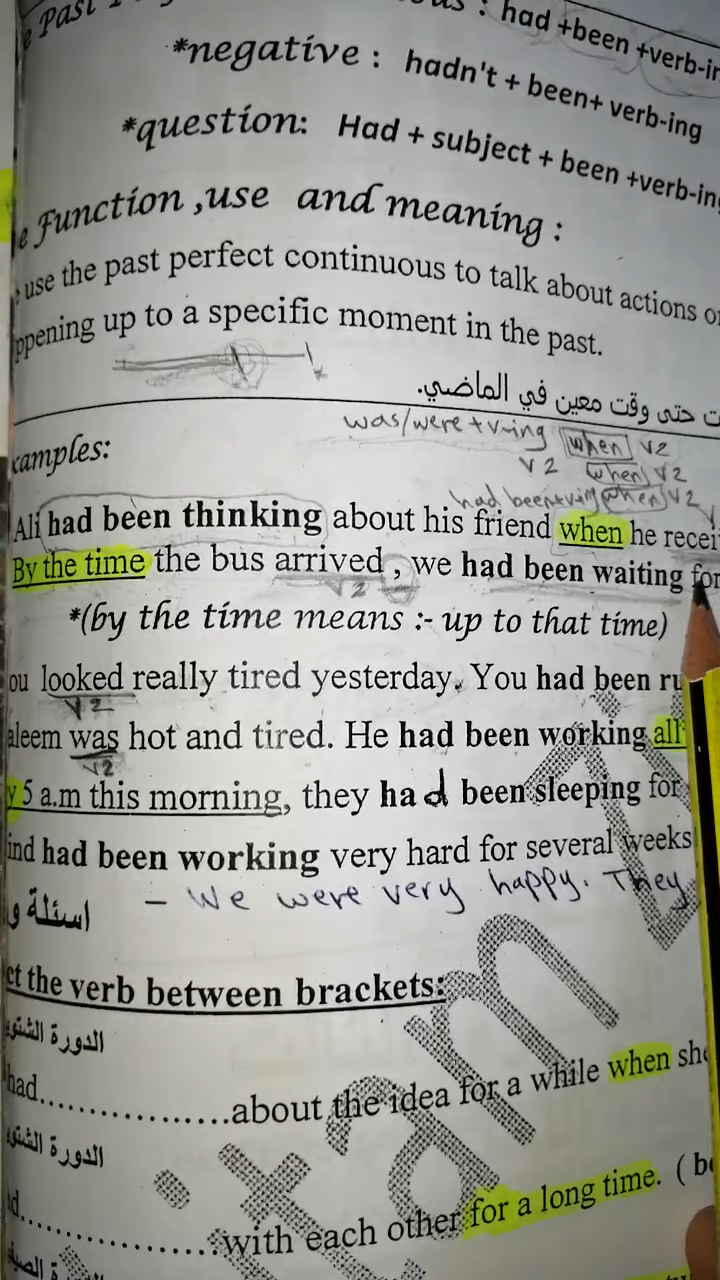 Past : had +been +verb-in
*negative : hadn't + been+ verb-ing
*question: Had + subject + been +verb-in
e Function ,use and meaning :
use the past perfect continuous to talk about actions o
ppening up to a specific moment in the past.
ت حتى وقت معين في الماضي.
was/were + v-ing when v2
v2 when v2
xamples:
had been+ving when v2
Ali had been thinking about his friend when he recei
By the time the bus arrived , we had been waiting for
v2
*(by the time means :- up to that time)
ou looked really tired yesterday. You had been ru
v2
aleem was hot and tired. He had been working all
v2
y 5 a.m this morning, they had been sleeping for
ind had been working very hard for several weeks
- We were very happy. They
اسئلة و
ct the verb between brackets:
الدورة الشتو
had..................about the idea for a while when she
الدورة الشتو
d..................with each other for a long time. ( be